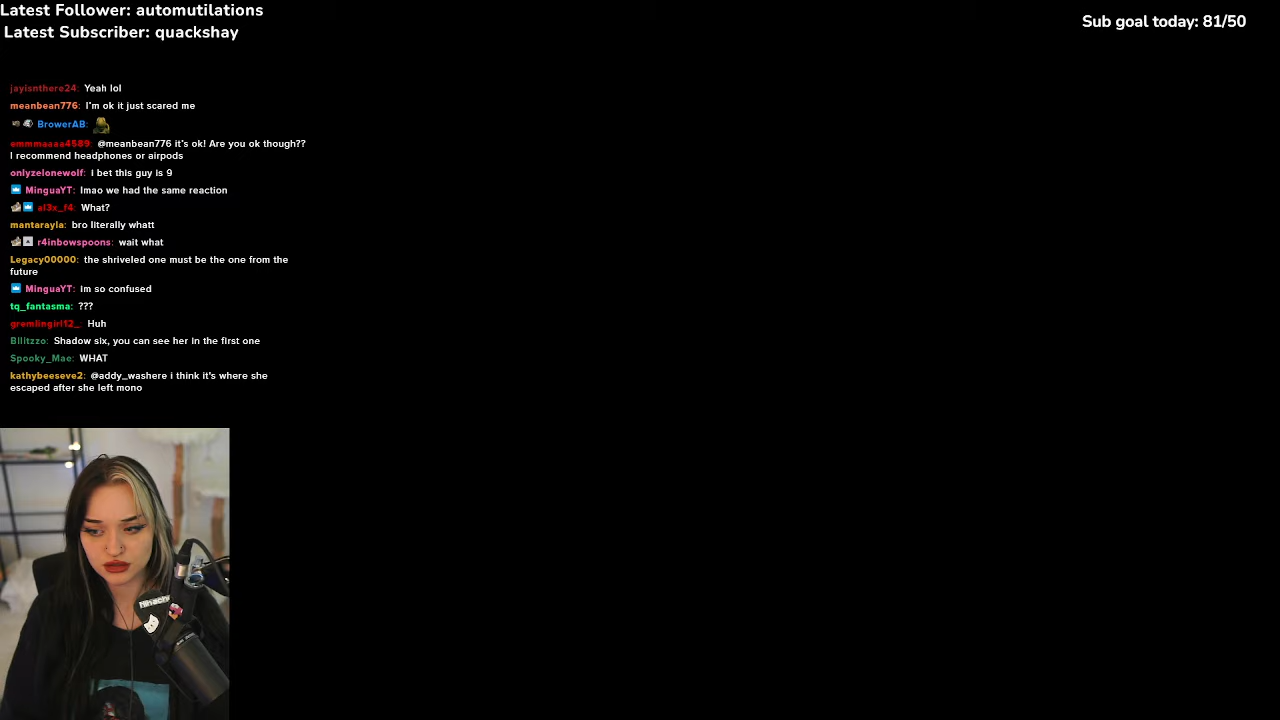 Latest Follower: automutilations
Latest Subscriber: quackshay
Sub goal today: 81/50
jayisnthere24: Yeah lol
meanbean776: I'm ok it just scared me
BrowerAB:
emmmaaaa4589: @meanbean776 it's ok! Are you ok though??
I recommend headphones or airpods
onlyzelonewolf: i bet this guy is 9
MinguaYT: lmao we had the same reaction
al3x_f4: What?
mantarayla: bro literally whatt
r4inbowspoons: wait what
Legacy00000: the shriveled one must be the one from the
future
MinguaYT: im so confused
tq_fantasma: ???
gremlingirl12_: Huh
Bllitzzo: Shadow six, you can see her in the first one
Spooky_Mae: WHAT
kathybeeseve2: @addy_washere i think it's where she
escaped after she left mono